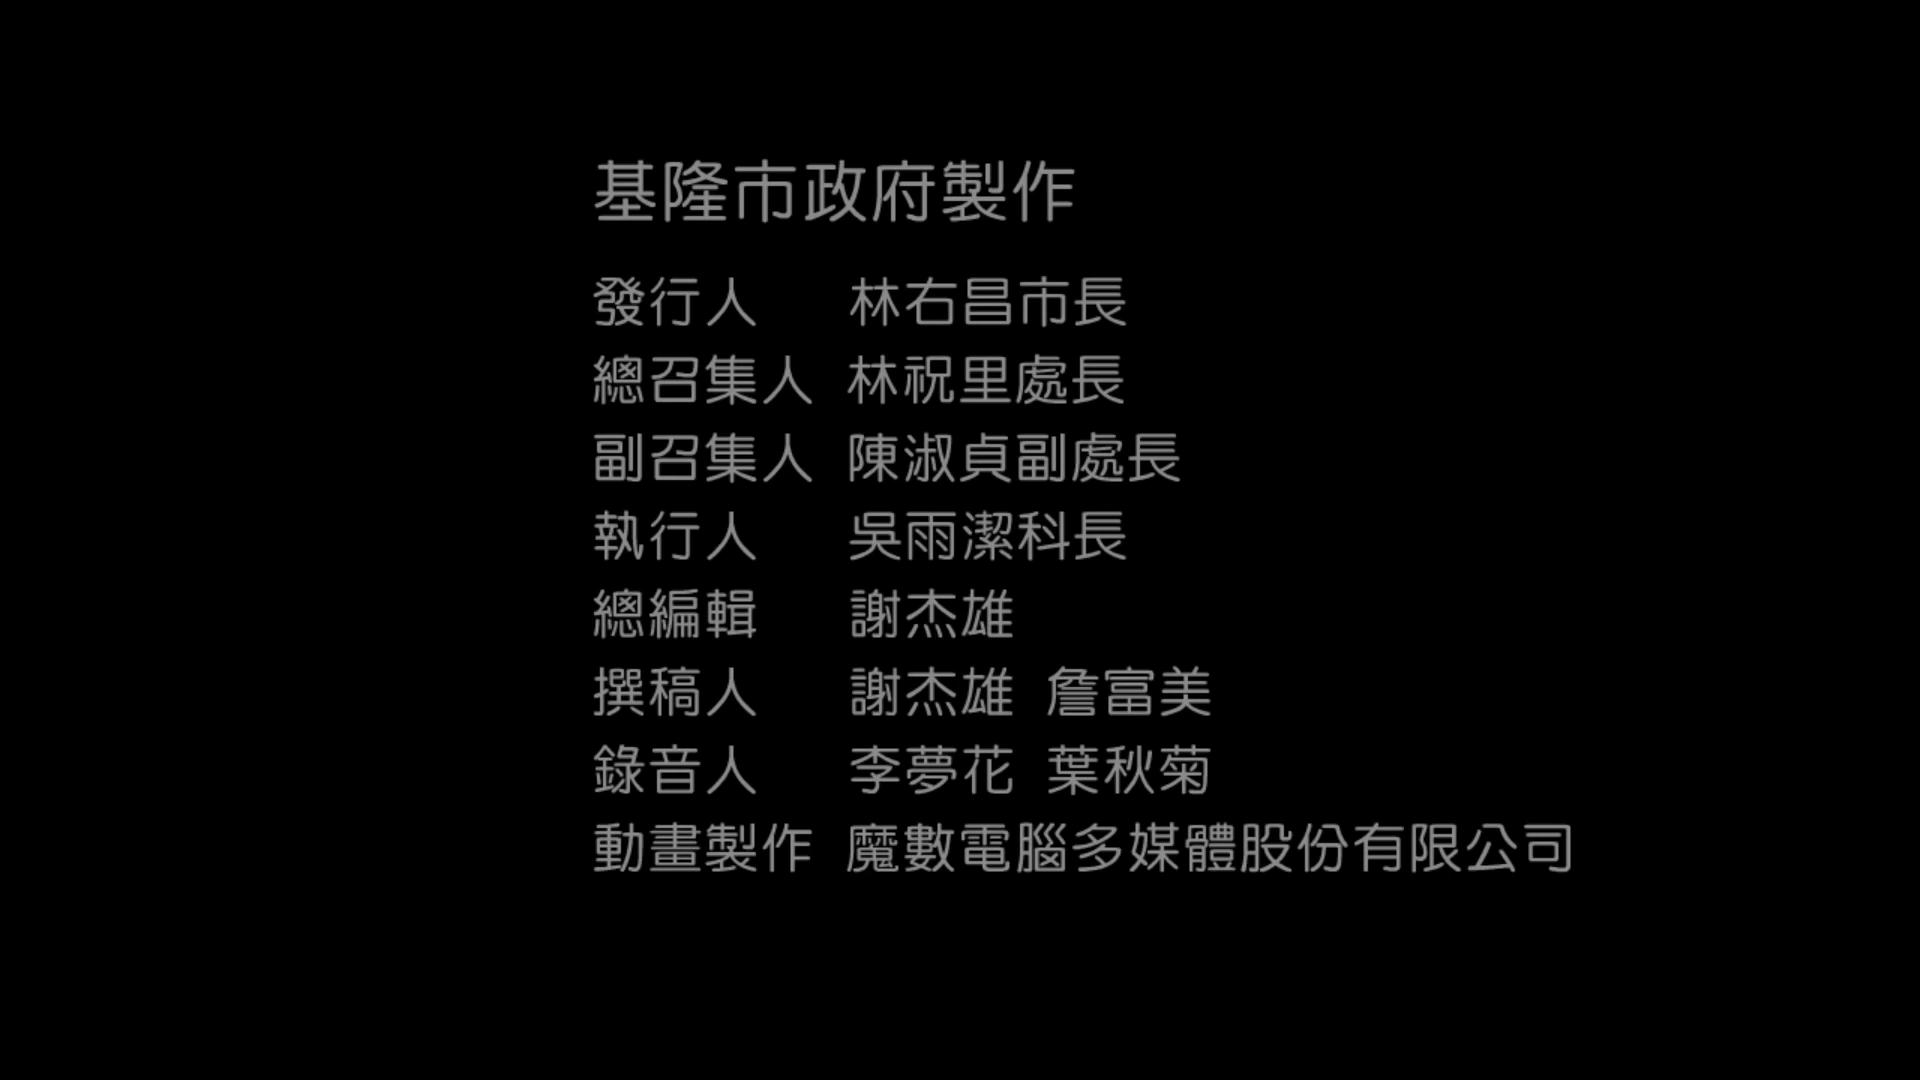 基隆市政府製作
發行人 林右昌市長
總召集人 林祝里處長
副召集人 陳淑貞副處長
執行人 吳雨潔科長
總編輯 謝杰雄
撰稿人 謝杰雄 詹富美
錄音人 李夢花 葉秋菊
動畫製作 魔數電腦多媒體股份有限公司